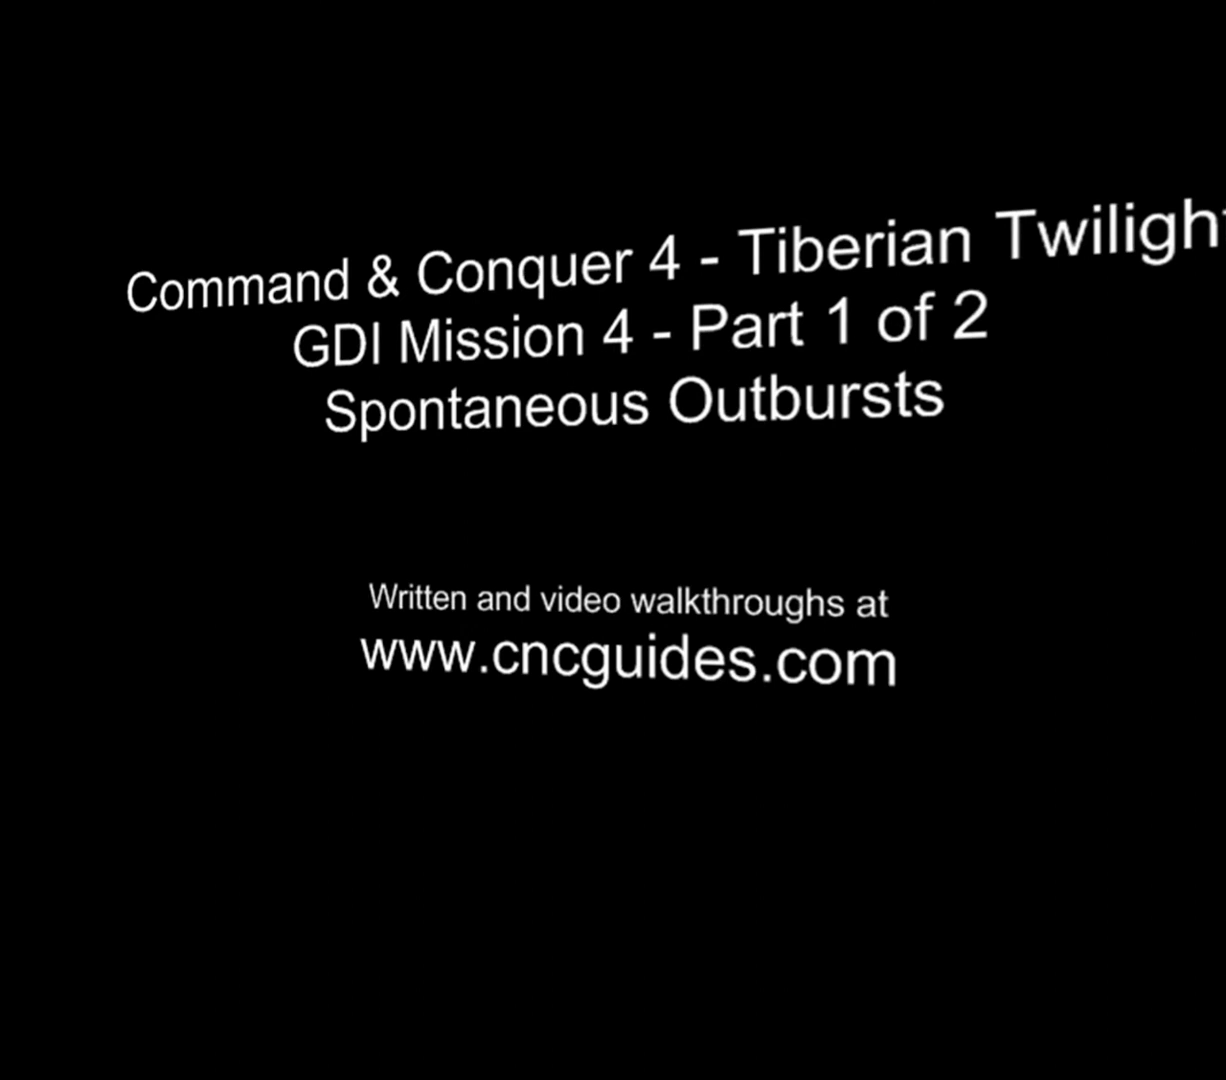 Command & Conquer 4 - Tiberian Twilight
GDI Mission 4 - Part 1 of 2
Spontaneous Outbursts
Written and video walkthroughs at
www.cncguides.com